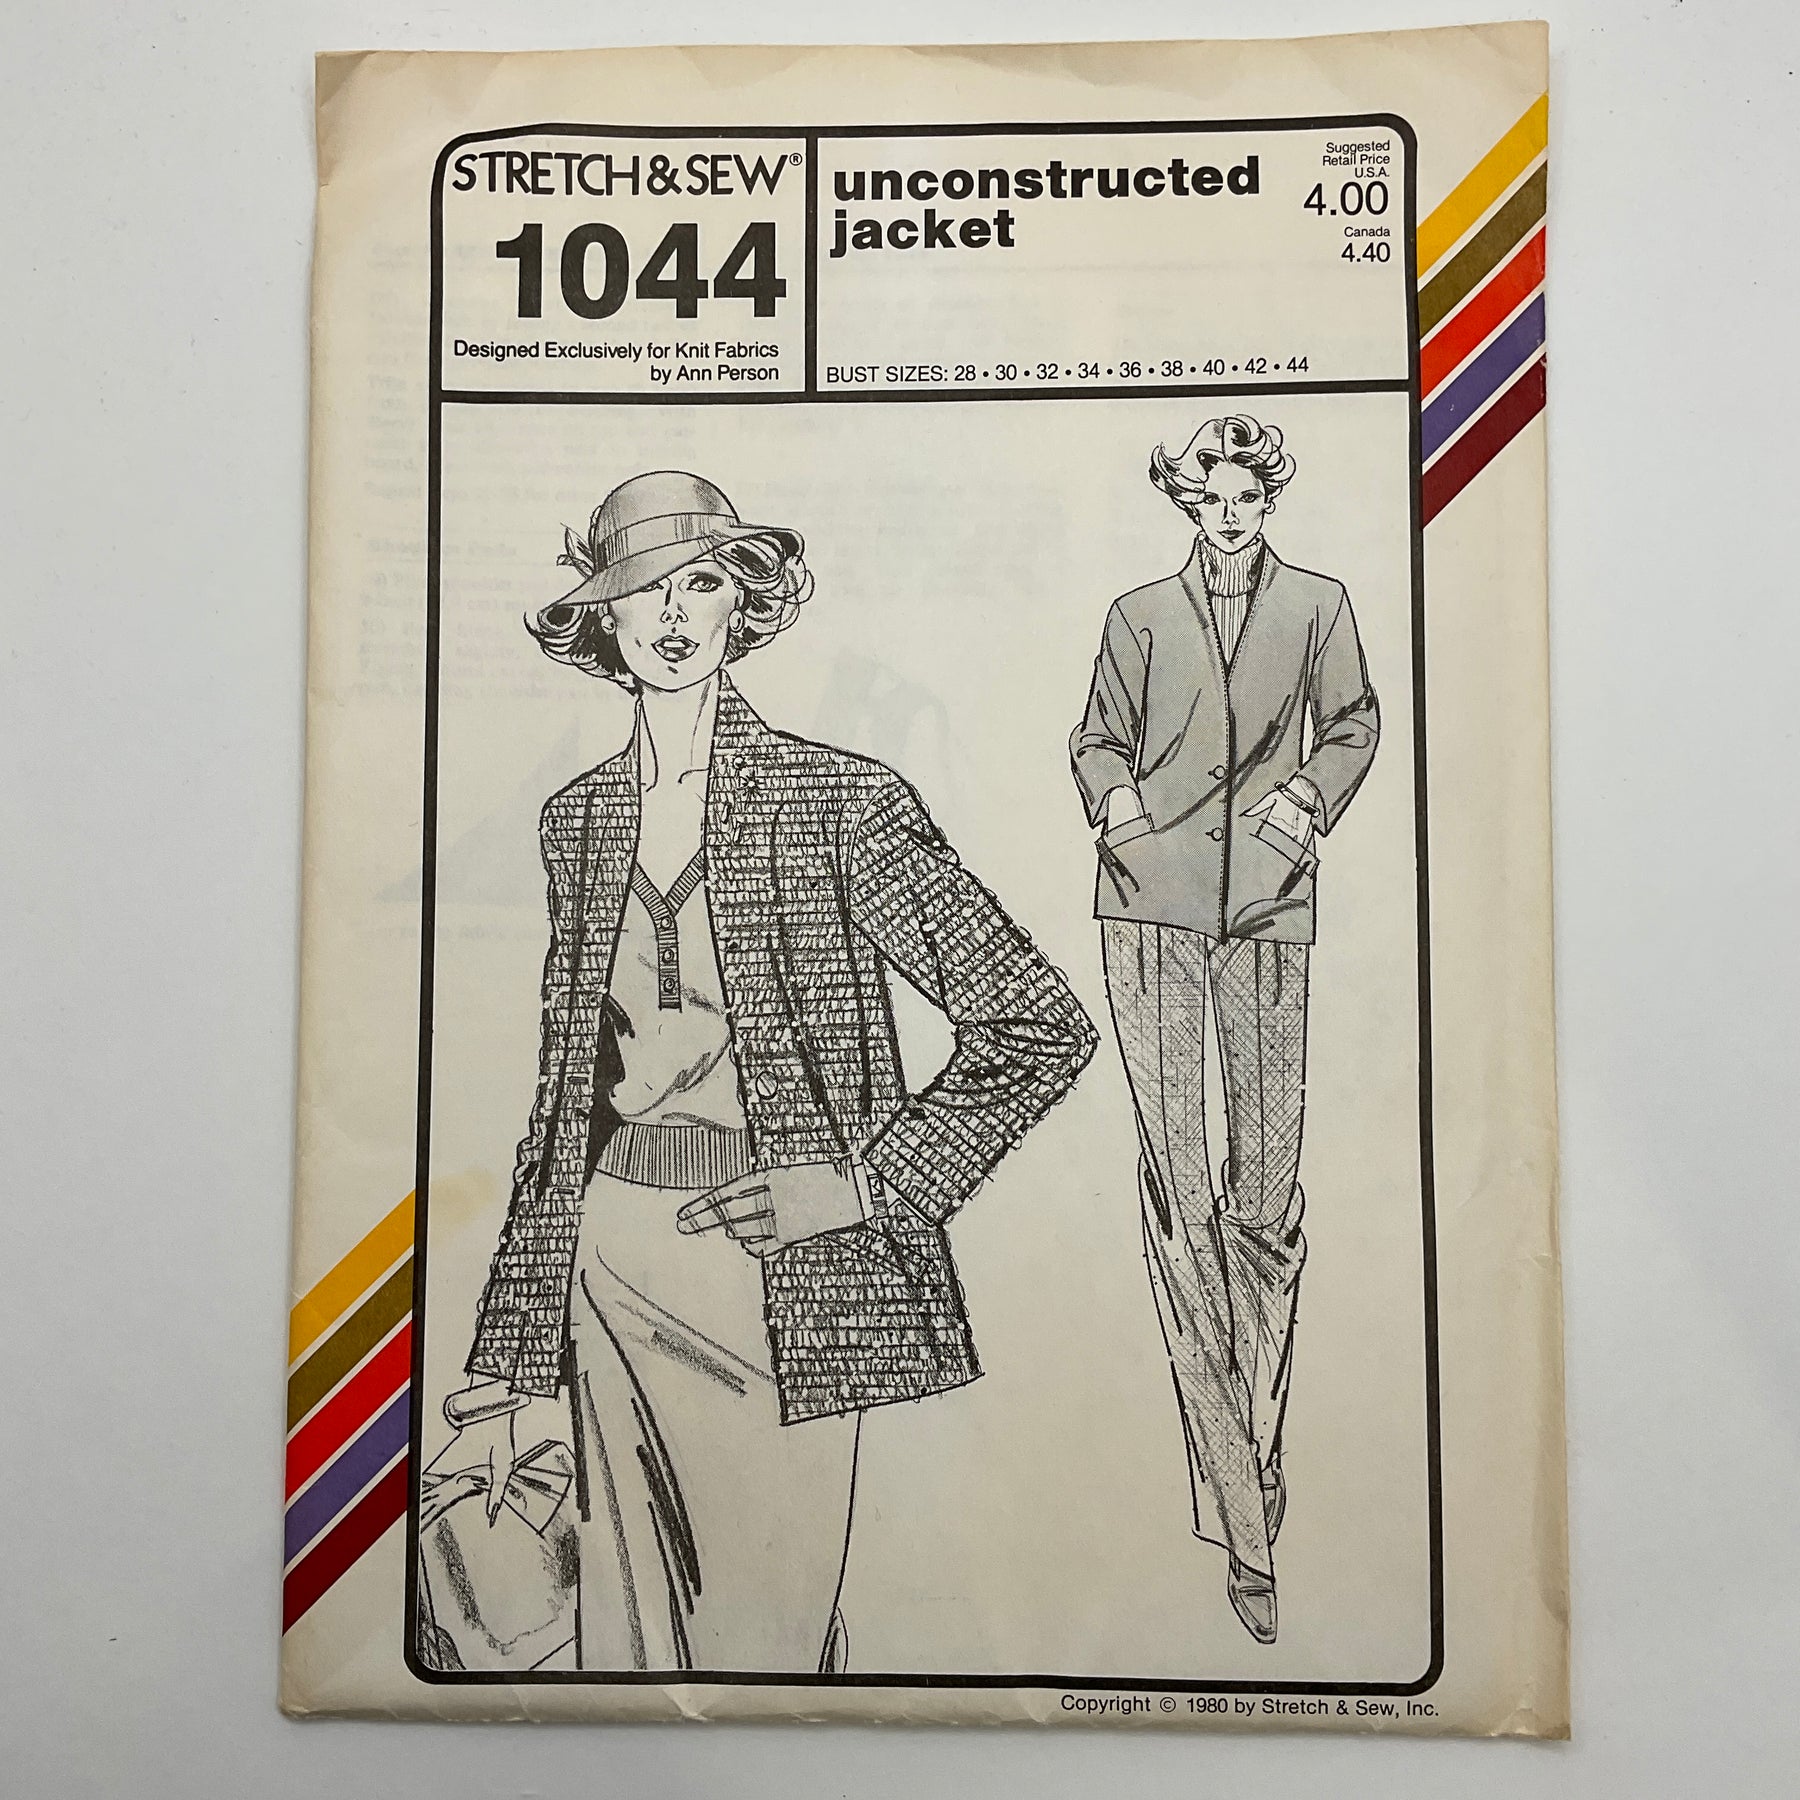 STRETCH & SEW®
1044
Designed Exclusively for Knit Fabrics
by Ann Person
unconstructed
jacket
Suggested
Retail Price
U.S.A.
4.00
Canada
4.40
BUST SIZES: 28 • 30 • 32 • 34 • 36 • 38 • 40 • 42 • 44
Copyright © 1980 by Stretch & Sew, Inc.